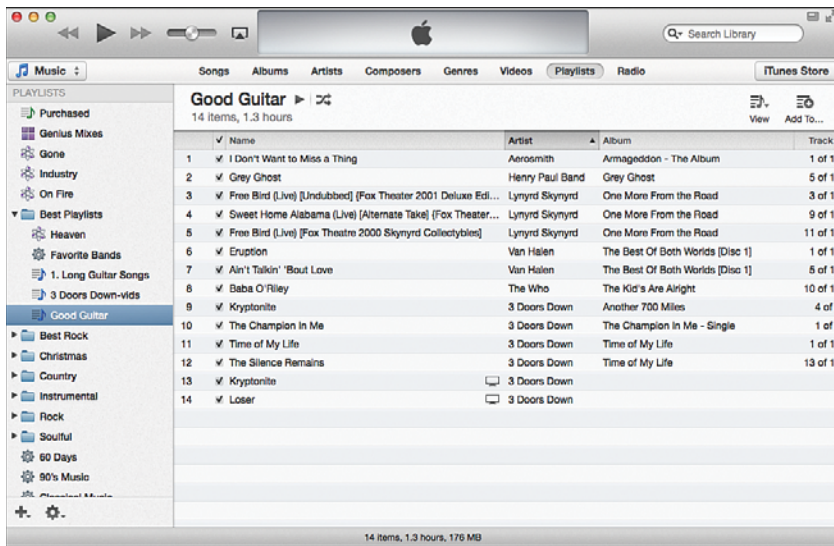 Search Library
Music
Songs Albums Artists Composers Genres Videos Playlists Radio
iTunes Store
PLAYLISTS
Purchased
Genius Mixes
Gone
Industry
On Fire
Best Playlists
Heaven
Favorite Bands
1. Long Guitar Songs
3 Doors Down-vids
Good Guitar
Best Rock
Christmas
Country
Instrumental
Rock
Soulful
60 Days
90's Music
Classical Music
Good Guitar
14 items, 1.3 hours
View Add To...
Name Artist Album Track
1 I Don't Want to Miss a Thing Aerosmith Armageddon - The Album 1 of 1
2 Grey Ghost Henry Paul Band Grey Ghost 5 of 1
3 Free Bird (Live) [Undubbed] {Fox Theater 2001 Deluxe Edi... Lynyrd Skynyrd One More From the Road 3 of 1
4 Sweet Home Alabama (Live) [Alternate Take] {Fox Theater... Lynyrd Skynyrd One More From the Road 9 of 1
5 Free Bird (Live) [Fox Theatre 2000 Skynyrd Collectybles] Lynyrd Skynyrd One More From the Road 11 of 1
6 Eruption Van Halen The Best Of Both Worlds [Disc 1] 1 of 1
7 Ain't Talkin' 'Bout Love Van Halen The Best Of Both Worlds [Disc 1] 5 of 1
8 Baba O'Riley The Who The Kid's Are Alright 10 of 1
9 Kryptonite 3 Doors Down Another 700 Miles 4 of
10 The Champion In Me 3 Doors Down The Champion In Me - Single 1 of
11 Time of My Life 3 Doors Down Time of My Life 1 of 1
12 The Silence Remains 3 Doors Down Time of My Life 13 of 1
13 Kryptonite 3 Doors Down
14 Loser 3 Doors Down
14 items, 1.3 hours, 176 MB